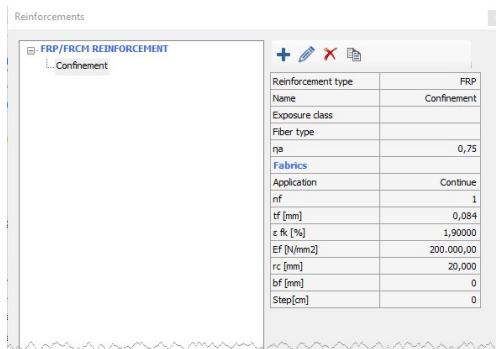 Reinforcements
FRP/FRCM REINFORCEMENT
Confinement
Reinforcement type FRP
Name Confinement
Exposure class
Fiber type
ηa 0,75
Fabrics
Application Continue
nf 1
tf [mm] 0,084
ε fk [%] 1,90000
Ef [N/mm2] 200.000,00
rc [mm] 20,000
bf [mm] 0
Step[cm] 0